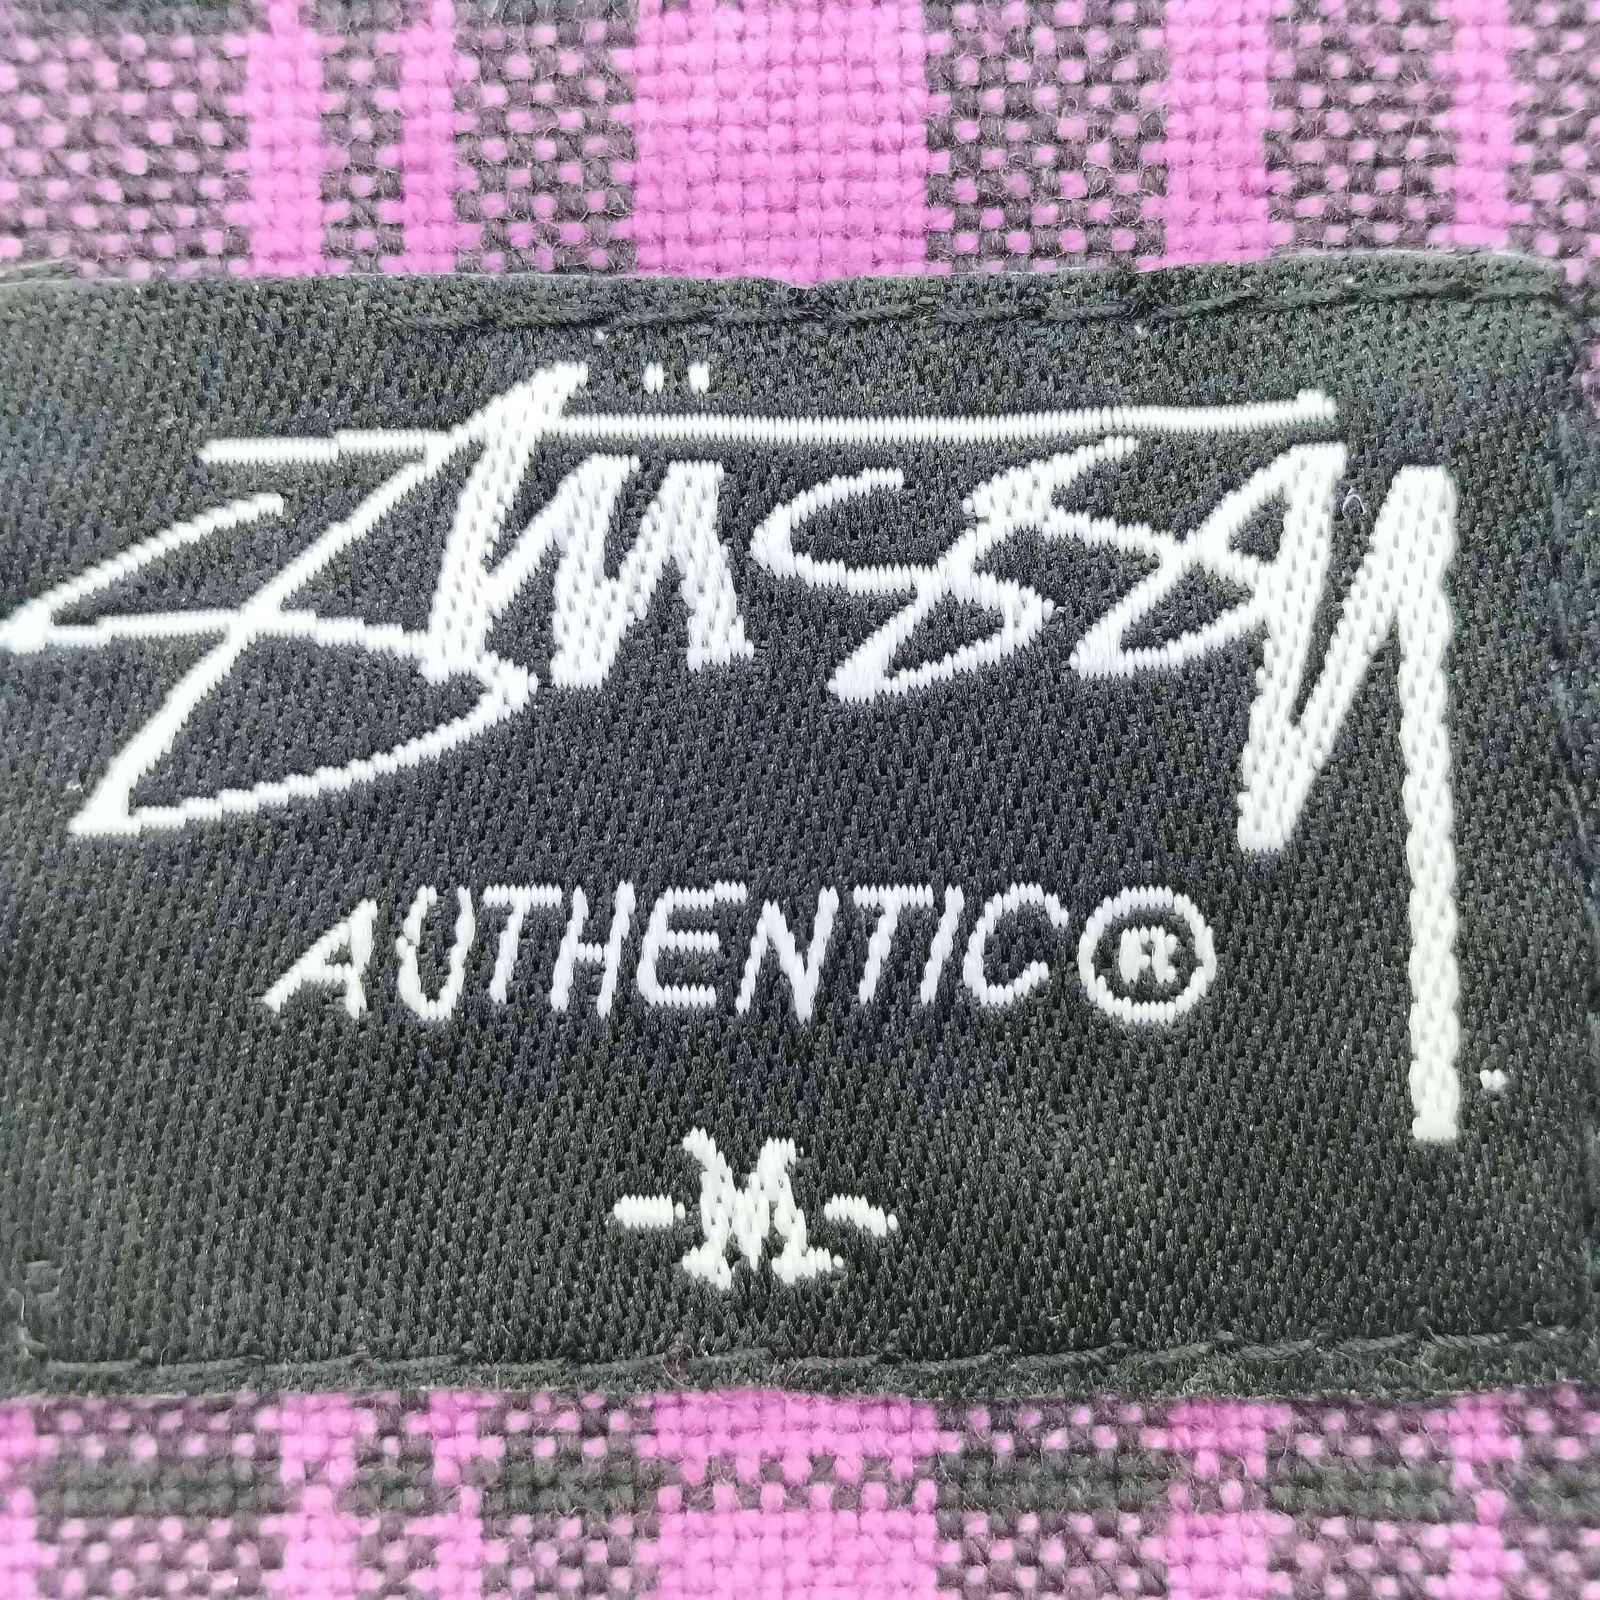 Stüssy.
AUTHENTIC®
-M-